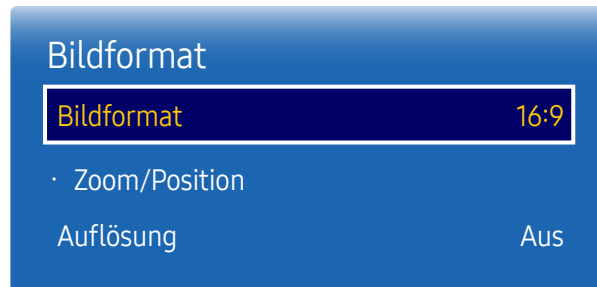 Bildformat
Bildformat 16:9
· Zoom/Position
Auflösung Aus